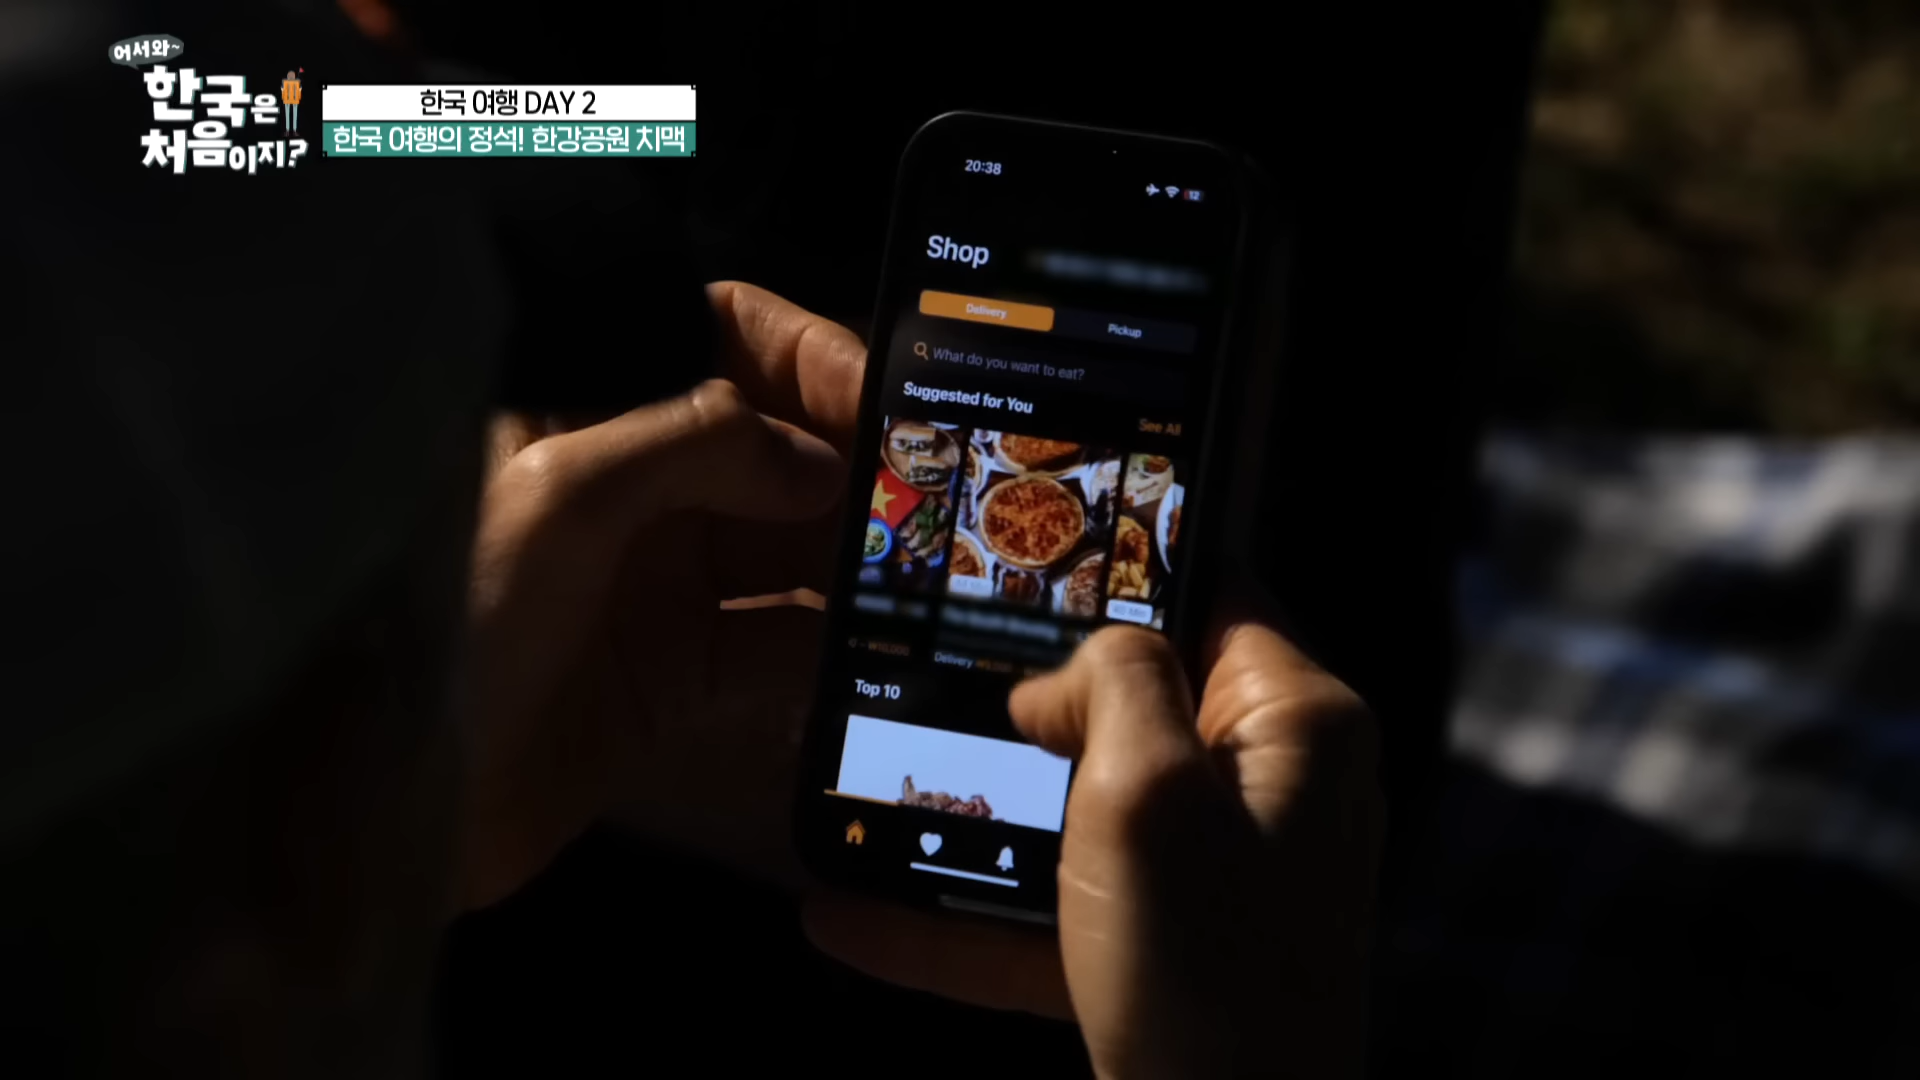 어서와~
한국은
처음이지?
한국 여행 DAY 2
한국 여행의 정석! 한강공원 치맥
20:38
12
Shop
Delivery
Pickup
What do you want to eat?
Suggested for You
See All
Delivery
Top 10